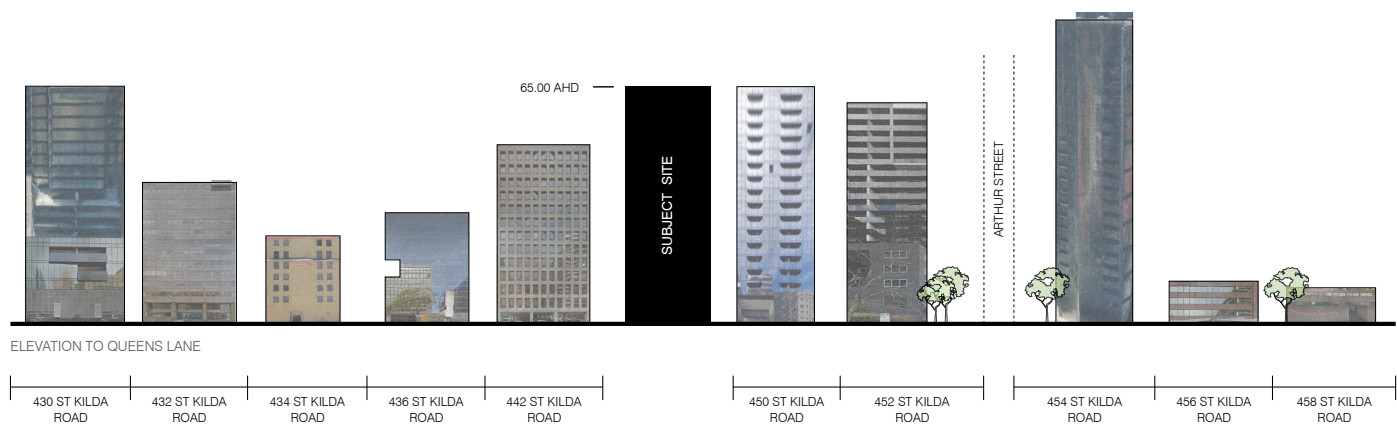 65.00 AHD
SUBJECT SITE
ARTHUR STREET
ELEVATION TO QUEENS LANE
430 ST KILDA
ROAD
432 ST KILDA
ROAD
434 ST KILDA
ROAD
436 ST KILDA
ROAD
442 ST KILDA
ROAD
450 ST KILDA
ROAD
452 ST KILDA
ROAD
454 ST KILDA
ROAD
456 ST KILDA
ROAD
458 ST KILDA
ROAD